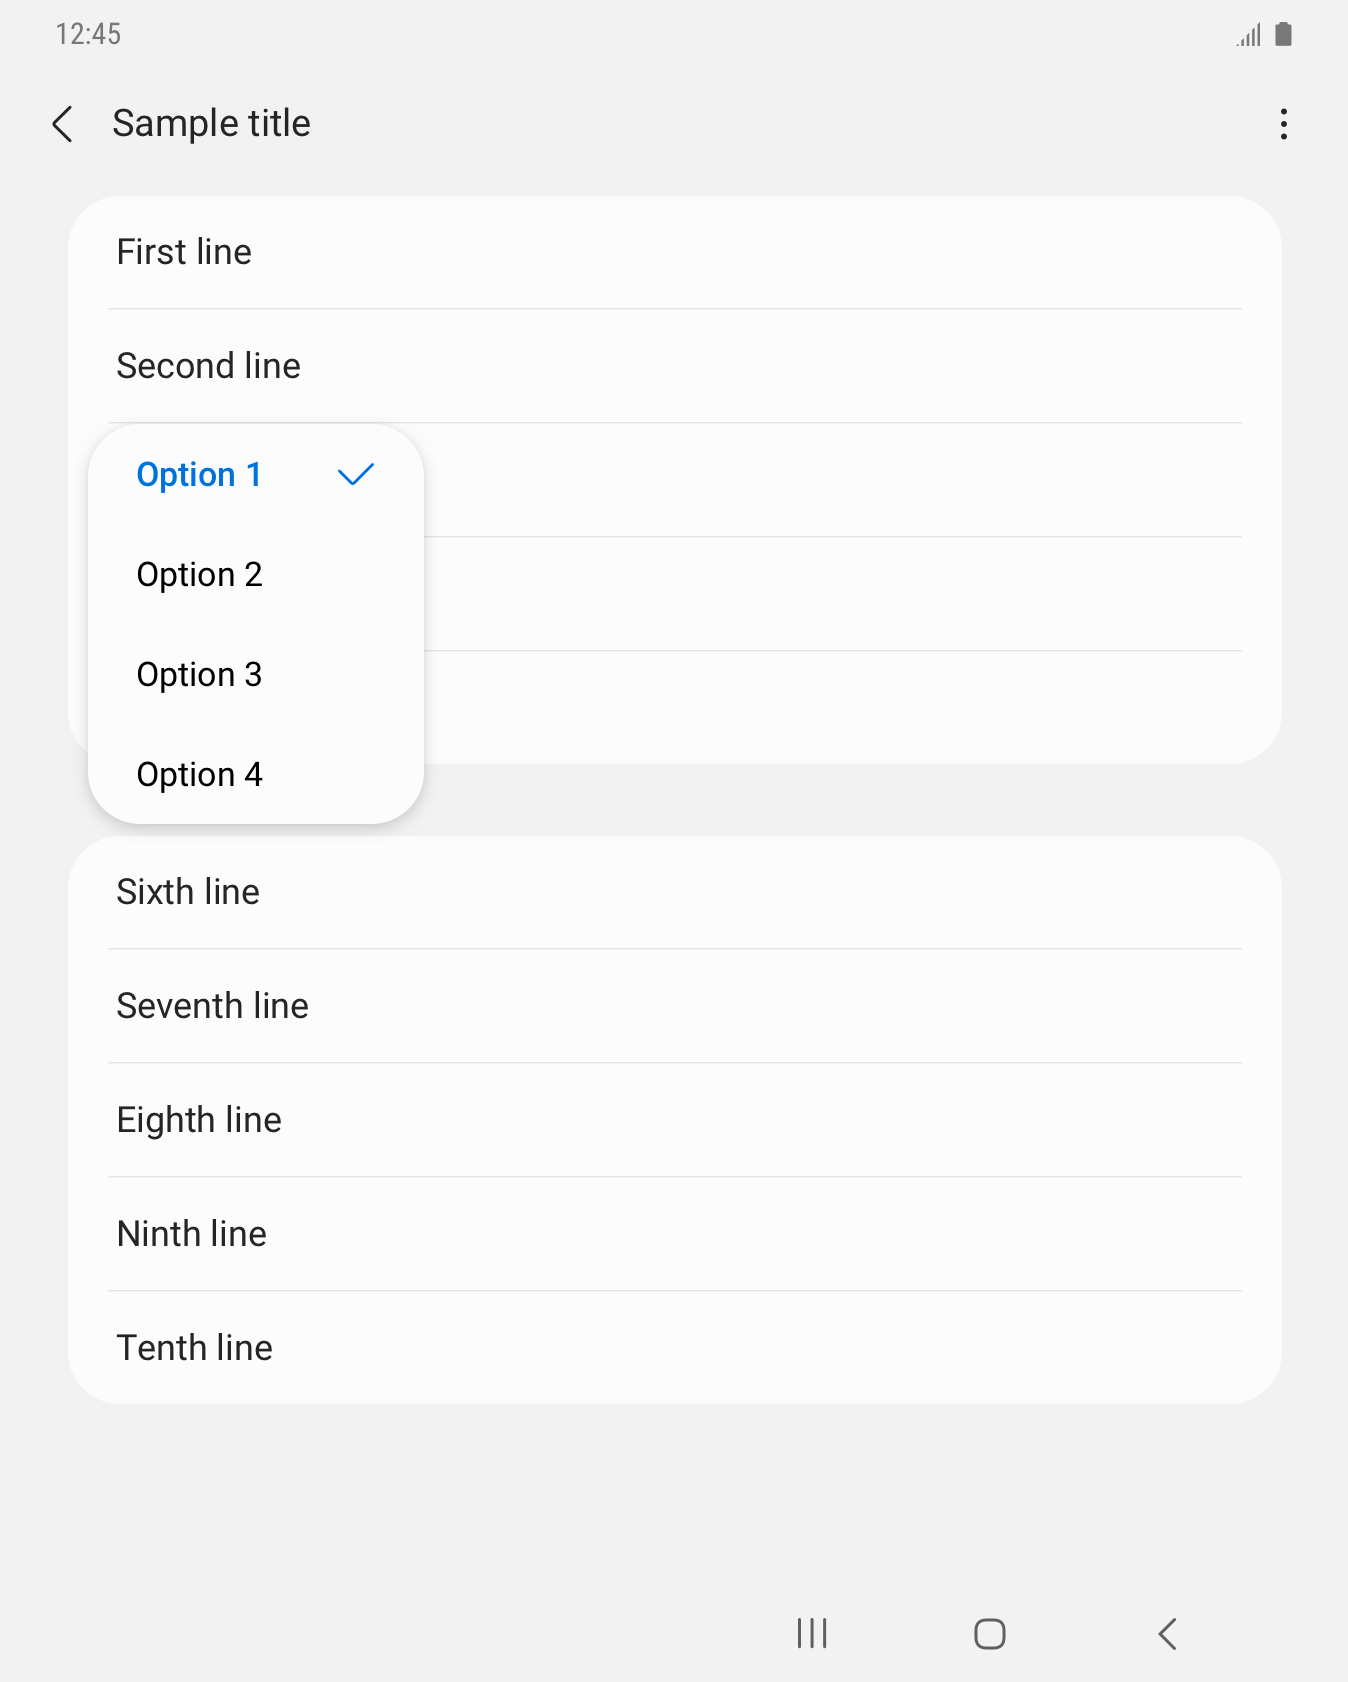 12:45
Sample title
First line
Second line
Option 1
Option 2
Option 3
Option 4
Sixth line
Seventh line
Eighth line
Ninth line
Tenth line